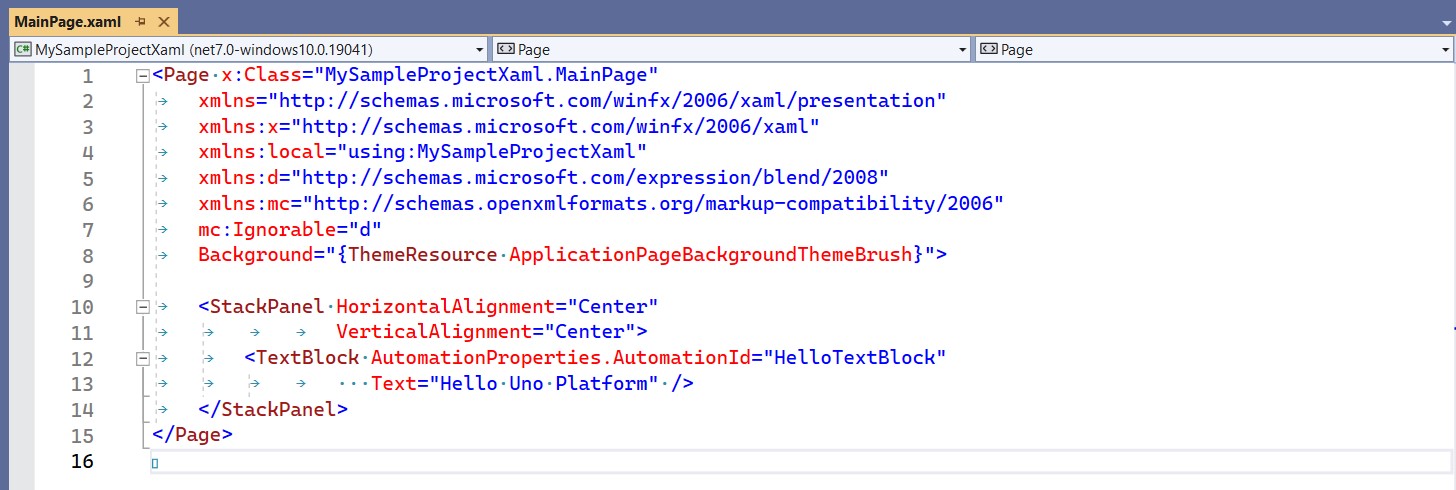 MainPage.xaml
MySampleProjectXaml (net7.0-windows10.0.19041) Page Page
1 <Page x:Class="MySampleProjectXaml.MainPage"
2 xmlns="http://schemas.microsoft.com/winfx/2006/xaml/presentation"
3 xmlns:x="http://schemas.microsoft.com/winfx/2006/xaml"
4 xmlns:local="using:MySampleProjectXaml"
5 xmlns:d="http://schemas.microsoft.com/expression/blend/2008"
6 xmlns:mc="http://schemas.openxmlformats.org/markup-compatibility/2006"
7 mc:Ignorable="d"
8 Background="{ThemeResource ApplicationPageBackgroundThemeBrush}">
9
10 <StackPanel HorizontalAlignment="Center"
11 VerticalAlignment="Center">
12 <TextBlock AutomationProperties.AutomationId="HelloTextBlock"
13 Text="Hello Uno Platform" />
14 </StackPanel>
15 </Page>
16